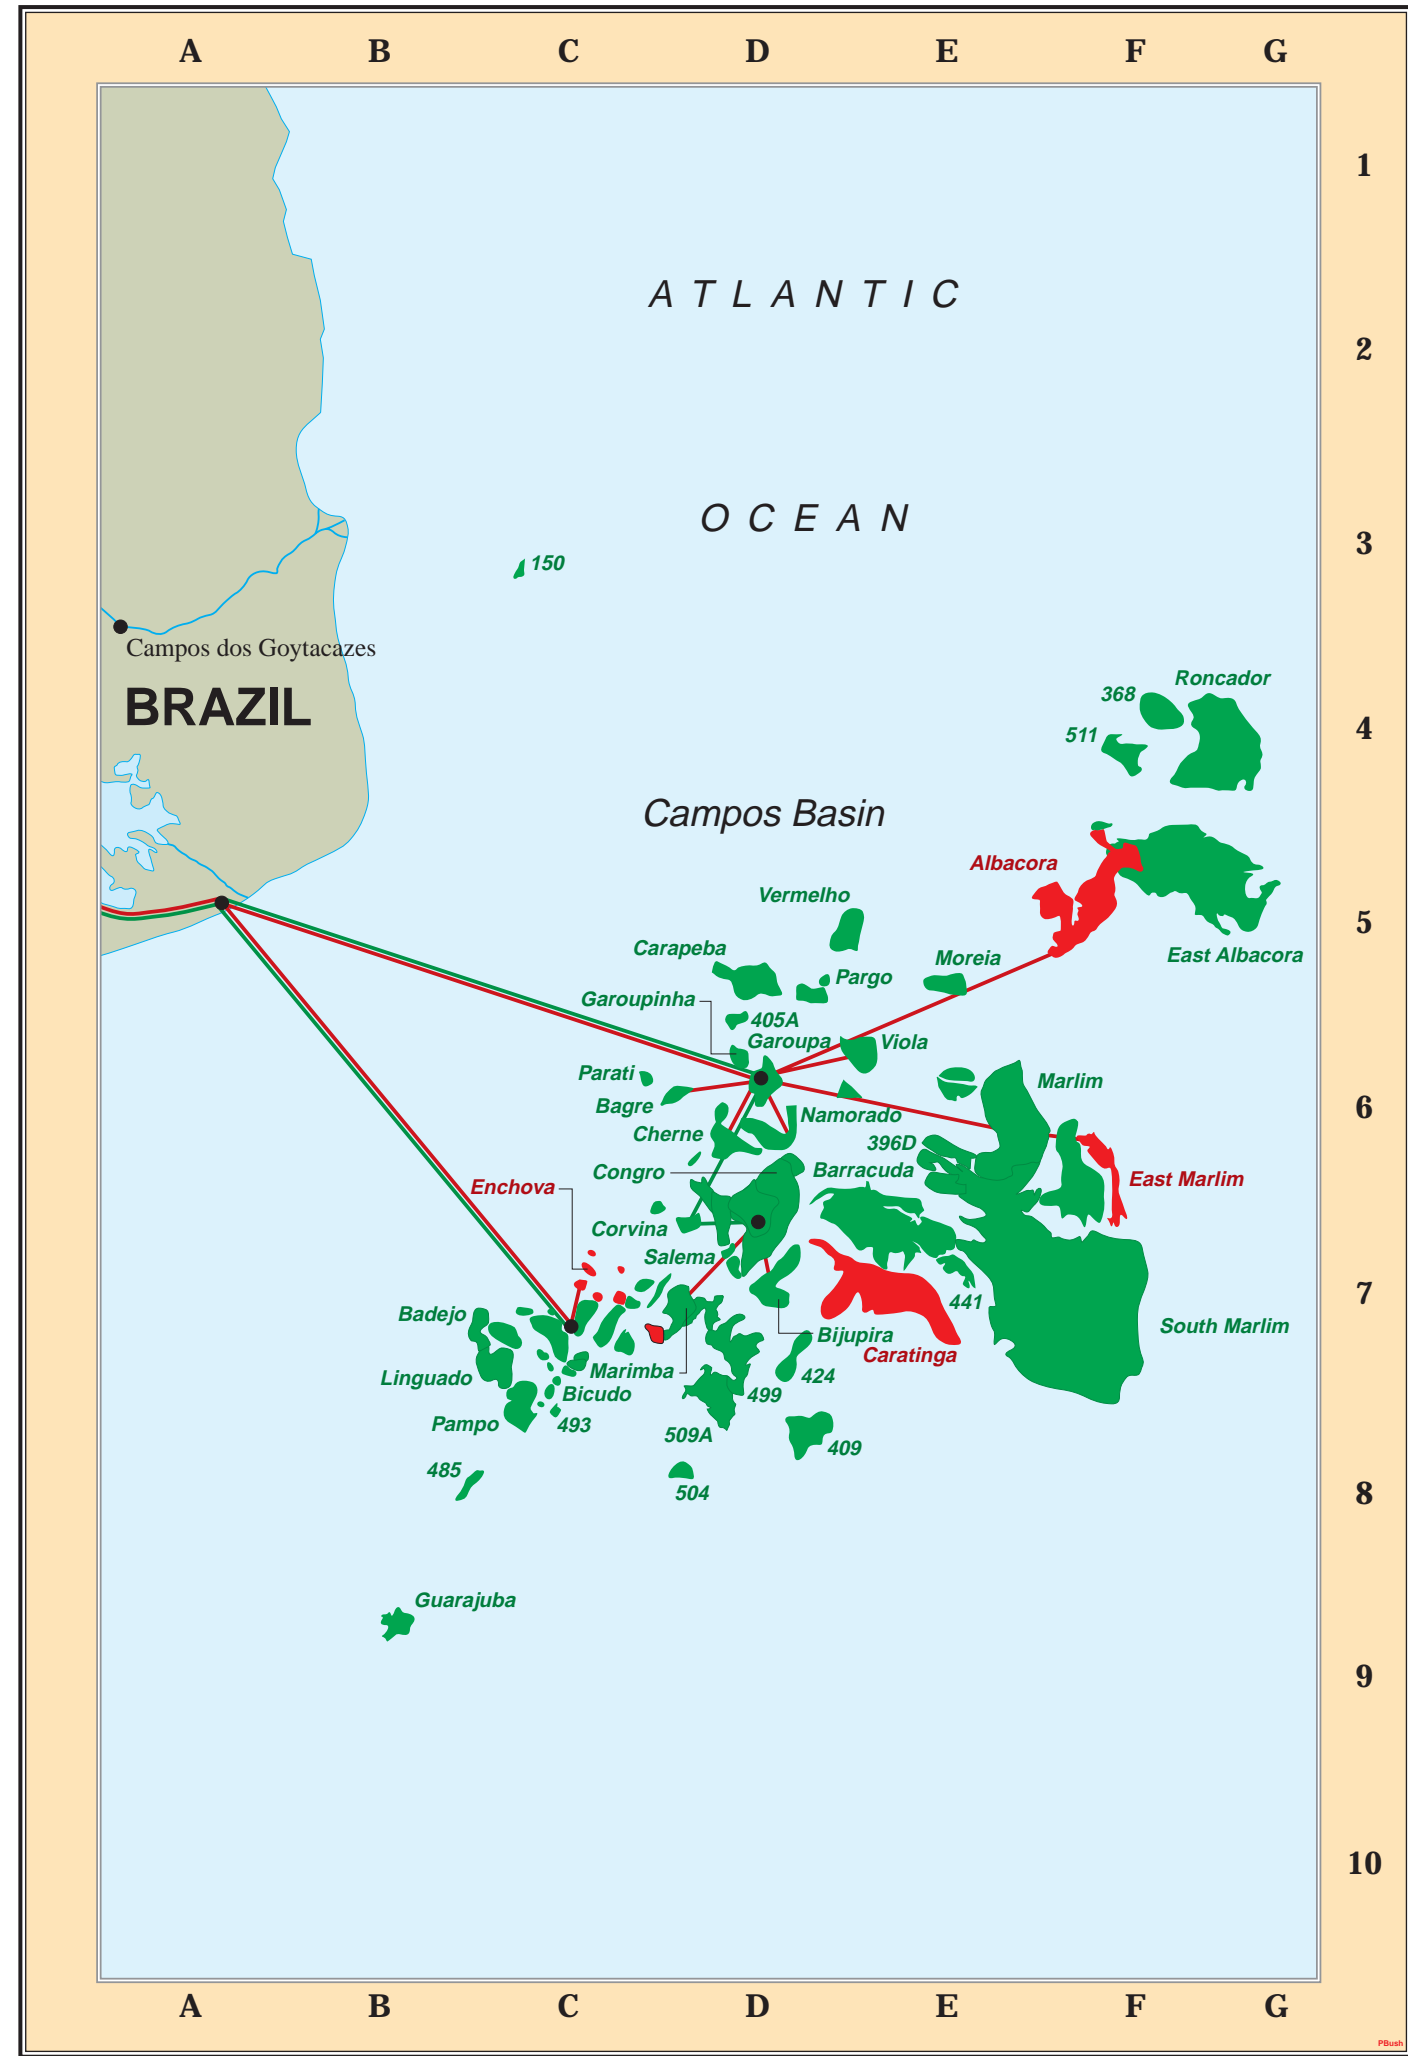 A B C D E F G
1
ATLANTIC
2
OCEAN
3
150
Campos dos Goytacazes
Roncador
368
BRAZIL
4
511
Campos Basin
Albacora
Vermelho
5
Carapeba
East Albacora
Moreia
Pargo
Garoupinha
405A
Garoupa
Viola
Parati
Marlim
Bagre
6
Namorado
Cherne
396D
Congro
Barracuda
East Marlim
Enchova
Corvina
Salema
7
441
Badejo
South Marlim
Bijupira
Caratinga
Marimba
424
Linguado
Bicudo
499
Pampo
493
509A
409
485
504
8
Guarajuba
9
10
A B C D E F G
PBush